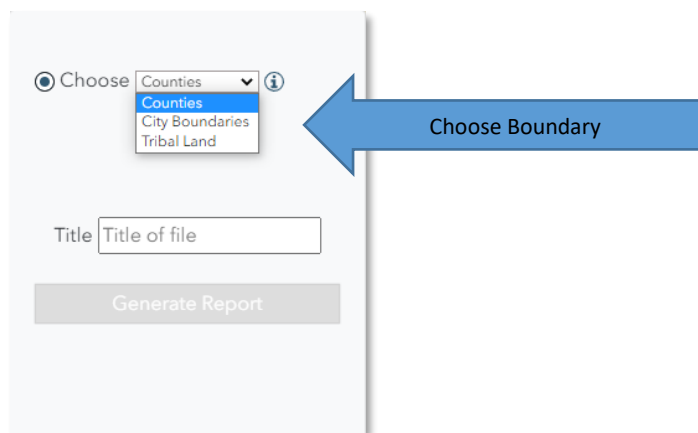 Choose Counties
Counties
City Boundaries
Tribal Land
Choose Boundary
Title Title of file
Generate Report